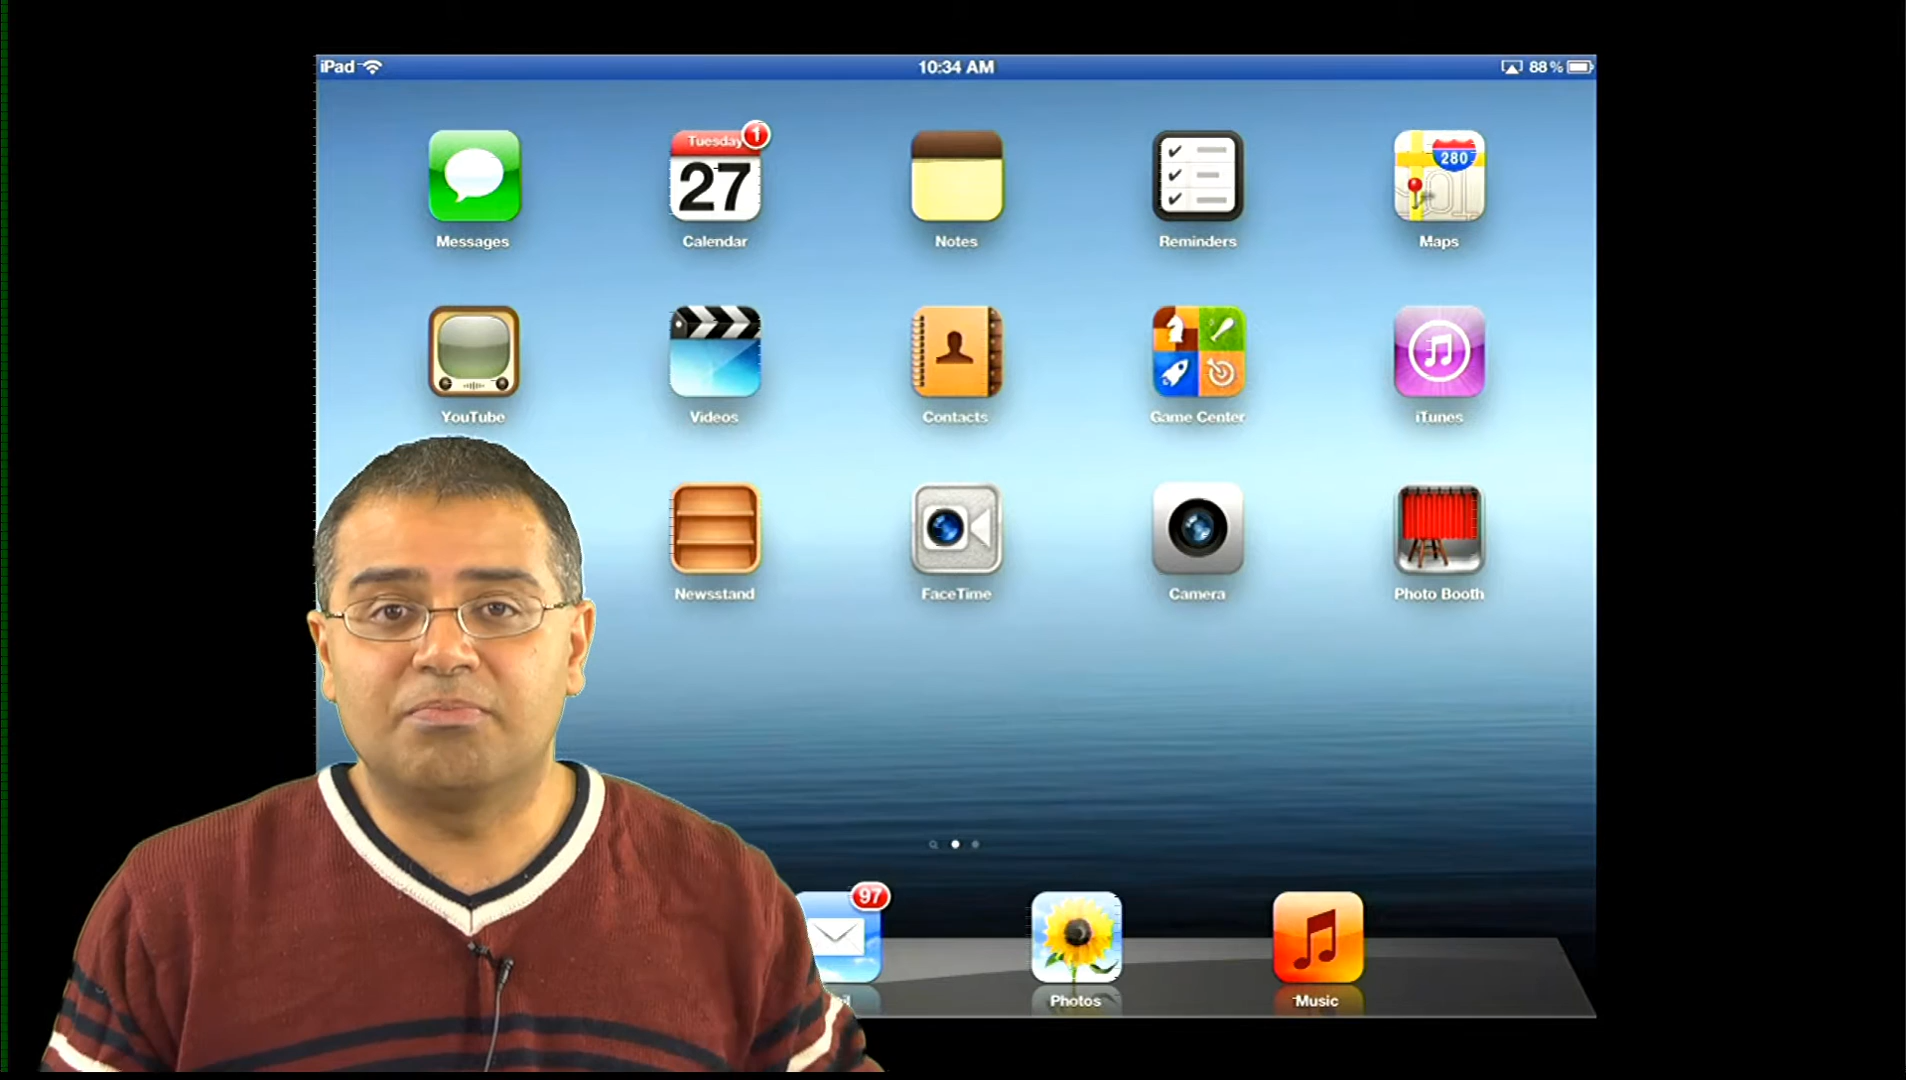 iPad 10:34 AM 88%
Tuesday 1
280
27
Messages Calendar Notes Reminders Maps
YouTube Videos Contacts Game Center iTunes
Newsstand FaceTime Camera Photo Booth
97
Photos Music